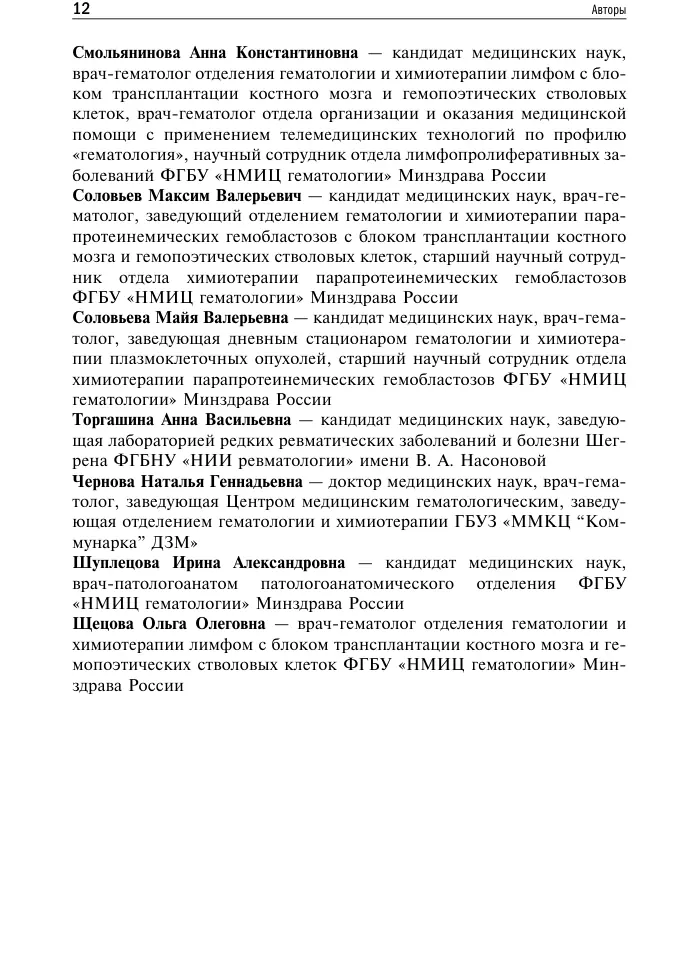 12
Авторы
Смольянинова Анна Константиновна — кандидат медицинских наук,
врач-гематолог отделения гематологии и химиотерапии лимфом с бло-
ком трансплантации костного мозга и гемопоэтических стволовых
клеток, врач-гематолог отдела организации и оказания медицинской
помощи с применением телемедицинских технологий по профилю
«гематология», научный сотрудник отдела лимфопролиферативных за-
болеваний ФГБУ «НМИЦ гематологии» Минздрава России
Соловьев Максим Валерьевич — кандидат медицинских наук, врач-ге-
матолог, заведующий отделением гематологии и химиотерапии пара-
протеинемических гемобластозов с блоком трансплантации костного
мозга и гемопоэтических стволовых клеток, старший научный сотруд-
ник отдела химиотерапии парапротеинемических гемобластозов
ФГБУ «НМИЦ гематологии» Минздрава России
Соловьева Майя Валерьевна — кандидат медицинских наук, врач-гема-
толог, заведующая дневным стационаром гематологии и химиотера-
пии плазмоклеточных опухолей, старший научный сотрудник отдела
химиотерапии парапротеинемических гемобластозов ФГБУ «НМИЦ
гематологии» Минздрава России
Торгашина Анна Васильевна — кандидат медицинских наук, заведую-
щая лабораторией редких ревматических заболеваний и болезни Шег-
рена ФГБНУ «НИИ ревматологии» имени В. А. Насоновой
Чернова Наталья Геннадьевна — доктор медицинских наук, врач-гема-
толог, заведующая Центром медицинским гематологическим, заведу-
ющая отделением гематологии и химиотерапии ГБУЗ «ММКЦ “Ком-
мунарка” ДЗМ»
Шуплецова Ирина Александровна — кандидат медицинских наук,
врач-патологоанатом патологоанатомического отделения ФГБУ
«НМИЦ гематологии» Минздрава России
Щецова Ольга Олеговна — врач-гематолог отделения гематологии и
химиотерапии лимфом с блоком трансплантации костного мозга и ге-
мопоэтических стволовых клеток ФГБУ «НМИЦ гематологии» Мин-
здрава России